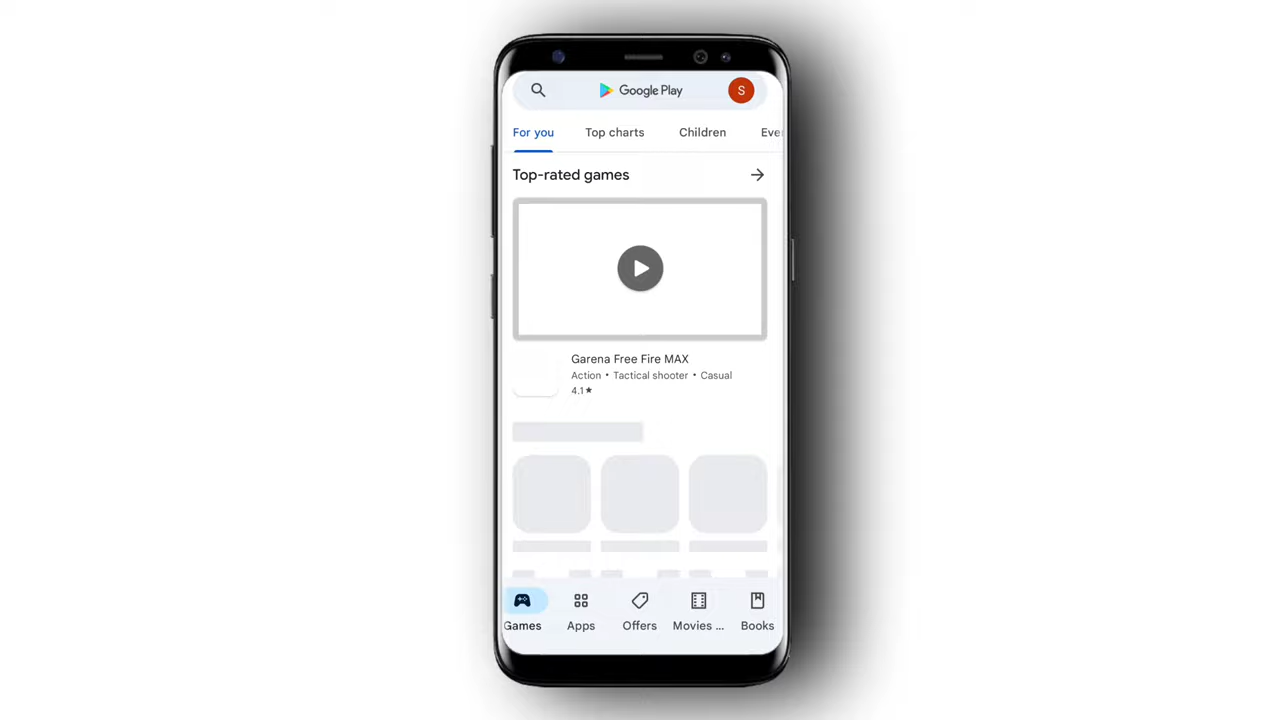 Google Play
S
For you Top charts Children Eve
Top-rated games
Garena Free Fire MAX
Action • Tactical shooter • Casual
4.1★
Games Apps Offers Movies ... Books